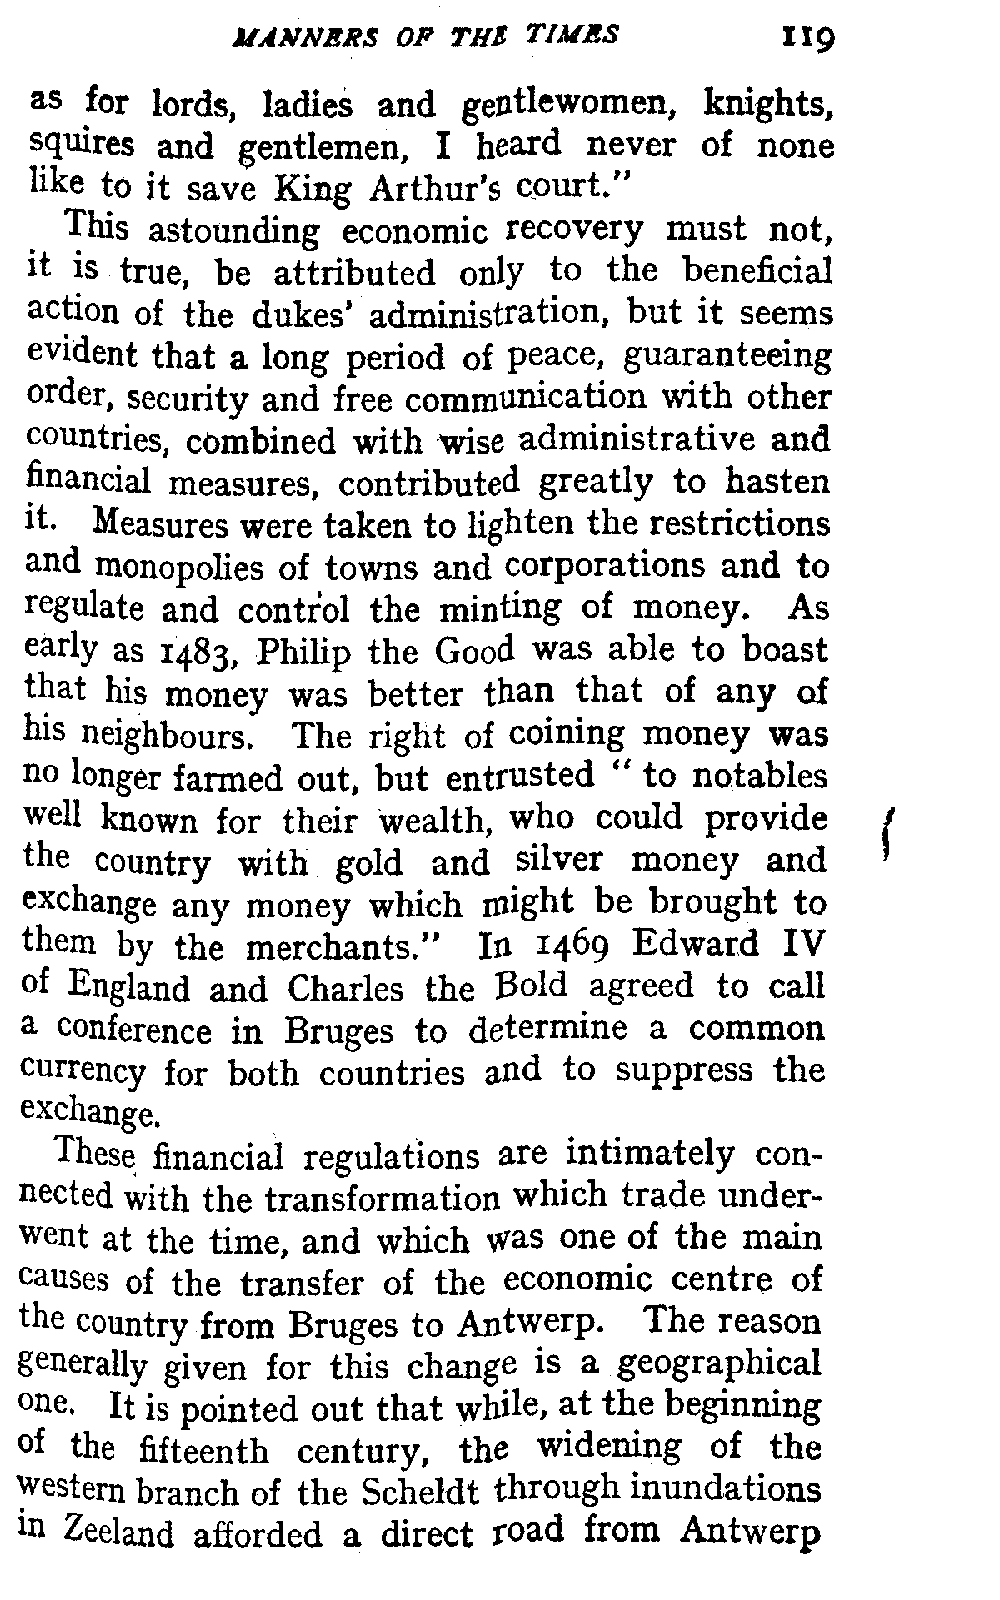 MANNERS OF THE TIMES 119
as for lords, ladies and gentlewomen, knights,
squires and gentlemen, I heard never of none
like to it save King Arthur's court."
This astounding economic recovery must not,
it is true, be attributed only to the beneficial
action of the dukes' administration, but it seems
evident that a long period of peace, guaranteeing
order, security and free communication with other
countries, combined with wise administrative and
financial measures, contributed greatly to hasten
it. Measures were taken to lighten the restrictions
and monopolies of towns and corporations and to
regulate and control the minting of money. As
early as 1483, Philip the Good was able to boast
that his money was better than that of any of
his neighbours. The right of coining money was
no longer farmed out, but entrusted " to notables
well known for their wealth, who could provide
the country with gold and silver money and
exchange any money which might be brought to
them by the merchants." In 1469 Edward IV
of England and Charles the Bold agreed to call
a conference in Bruges to determine a common
currency for both countries and to suppress the
exchange.
These financial regulations are intimately con-
nected with the transformation which trade under-
went at the time, and which was one of the main
causes of the transfer of the economic centre of
the country from Bruges to Antwerp. The reason
generally given for this change is a geographical
one. It is pointed out that while, at the beginning
of the fifteenth century, the widening of the
western branch of the Scheldt through inundations
in Zeeland afforded a direct road from Antwerp